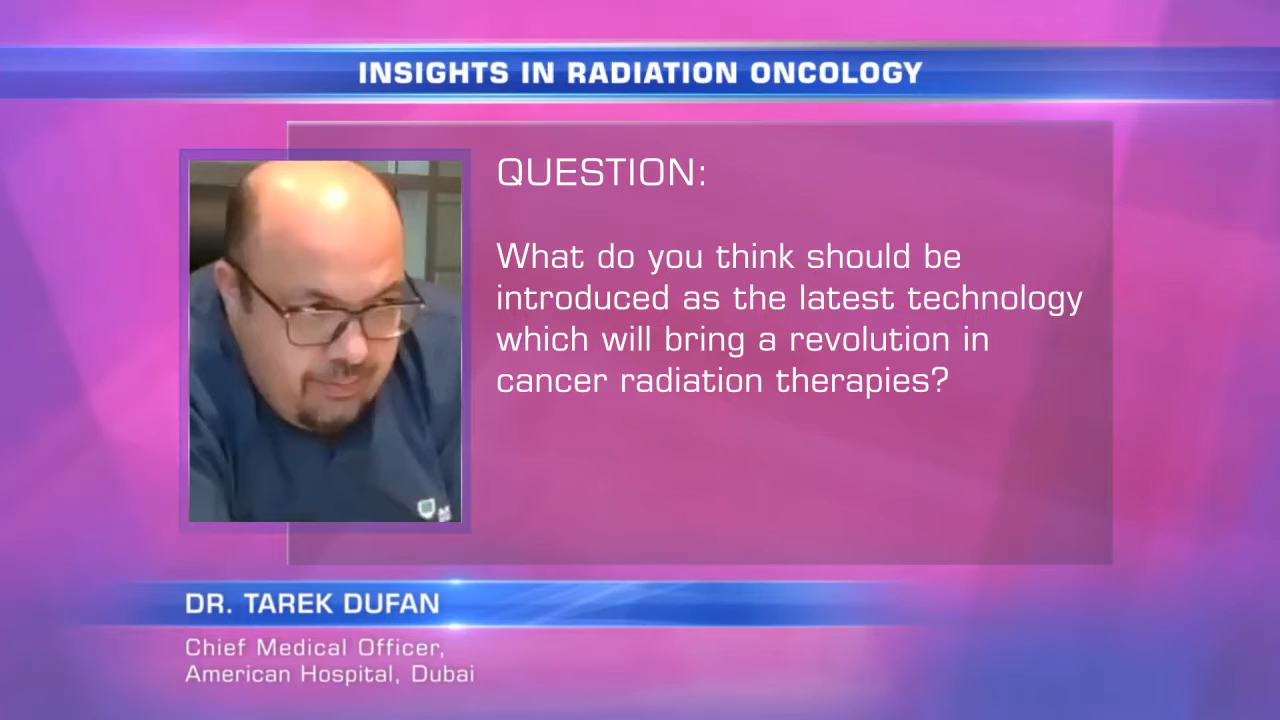 INSIGHTS IN RADIATION ONCOLOGY
QUESTION:
What do you think should be
introduced as the latest technology
which will bring a revolution in
cancer radiation therapies?
DR. TAREK DUFAN
Chief Medical Officer,
American Hospital, Dubai